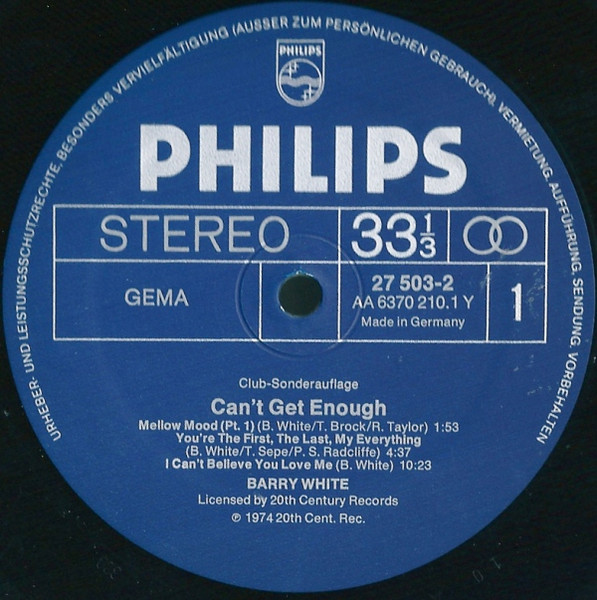 URHEBER- UND LEISTUNGSSCHUTZRECHTE, BESONDERS VERVIELFÄLTIGUNG (AUSSER ZUM PERSÖNLICHEN GEBRAUCH), VERMIETUNG, AUFFÜHRUNG, SENDUNG, VORBEHALTEN
PHILIPS
PHILIPS
STEREO 33 1/3
GEMA
27 503-2
AA 6370 210.1 Y
Made in Germany
1
Club-Sonderauflage
Can't Get Enough
Mellow Mood (Pt. 1) (B. White/T. Brock/R. Taylor) 1:53
You're The First, The Last, My Everything
(B. White/T. Sepe/P. S. Radcliffe) 4:37
I Can't Believe You Love Me (B. White) 10:23
BARRY WHITE
Licensed by 20th Century Records
℗ 1974 20th Cent. Rec.